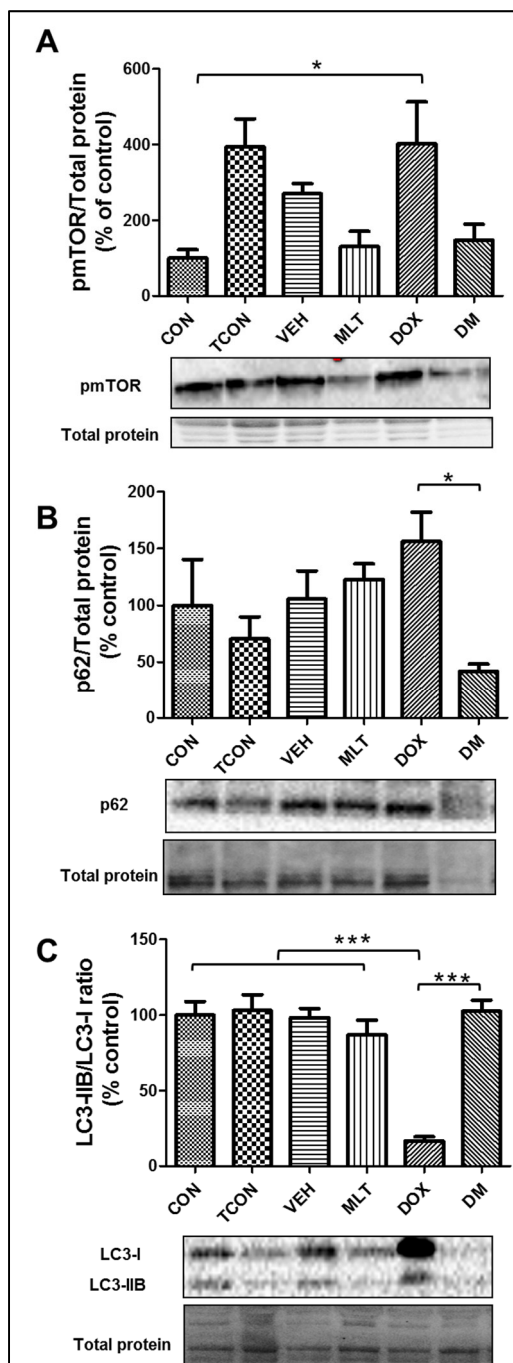 A
*
pmTOR/Total protein
(% of control)
600
400
200
0
CON
TCON
VEH
MLT
DOX
DM
pmTOR
Total protein
B
*
p62/Total protein
(% control)
200
150
100
50
0
CON
TCON
VEH
MLT
DOX
DM
p62
Total protein
C
***
***
LC3-IIB/LC3-I ratio
(% control)
150
100
50
0
CON
TCON
VEH
MLT
DOX
DM
LC3-I
LC3-IIB
Total protein